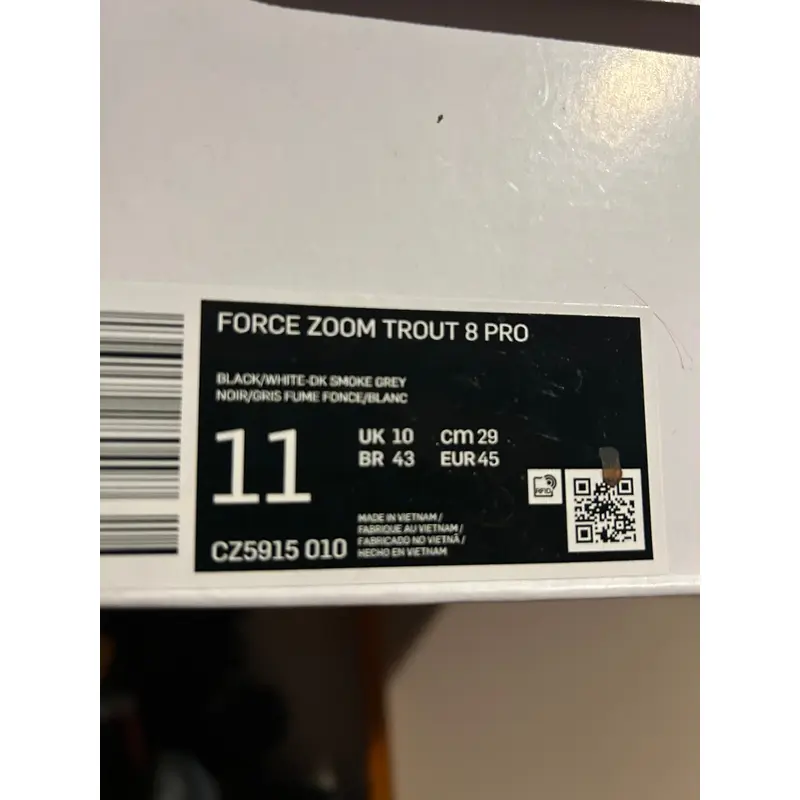 FORCE ZOOM TROUT 8 PRO
BLACK/WHITE-DK SMOKE GREY
NOIR/GRIS FUME FONCE/BLANC
11
UK 10 cm 29
BR 43 EUR 45
RFID
CZ5915 010
MADE IN VIETNAM /
FABRIQUE AU VIETNAM /
FABRICADO NO VIETNÃ /
HECHO EN VIETNAM